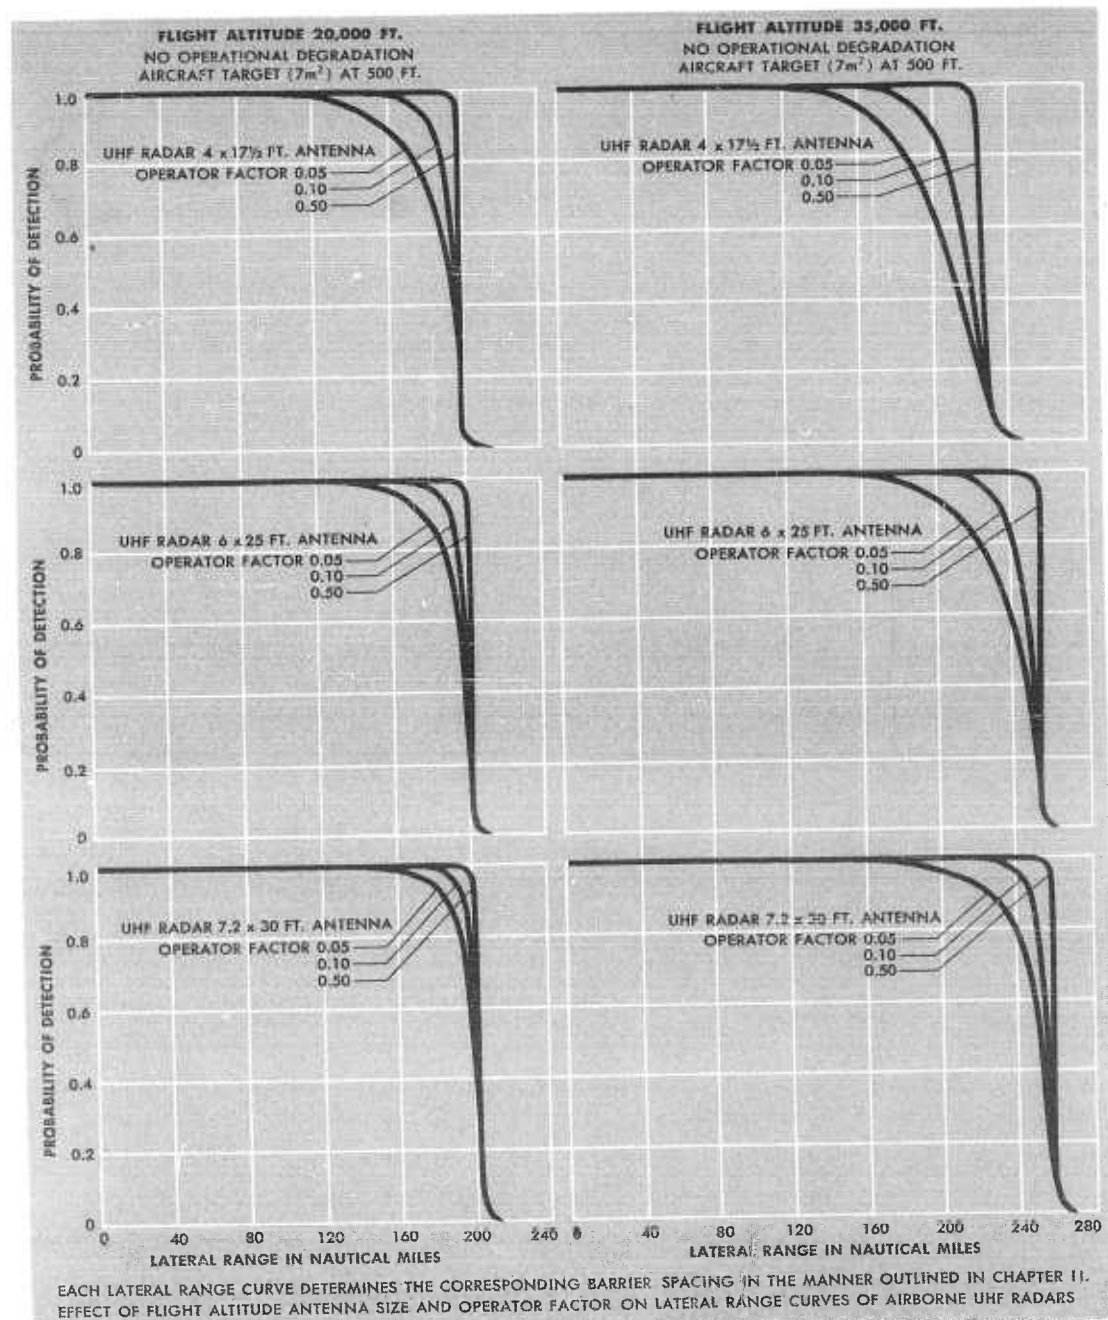 FLIGHT ALTITUDE 20,000 FT.
NO OPERATIONAL DEGRADATION
AIRCRAFT TARGET (7m²) AT 500 FT.
FLIGHT ALTITUDE 35,000 FT.
NO OPERATIONAL DEGRADATION
AIRCRAFT TARGET (7m²) AT 500 FT.
PROBABILITY OF DETECTION
1.0
0.8
0.6
0.4
0.2
0
UHF RADAR 4 x 17½ FT. ANTENNA
OPERATOR FACTOR 0.05
0.10
0.50
UHF RADAR 4 x 17½ FT. ANTENNA
OPERATOR FACTOR 0.05
0.10
0.50
PROBABILITY OF DETECTION
1.0
0.8
0.6
0.4
0.2
0
UHF RADAR 6 x 25 FT. ANTENNA
OPERATOR FACTOR 0.05
0.10
0.50
UHF RADAR 6 x 25 FT. ANTENNA
OPERATOR FACTOR 0.05
0.10
0.50
PROBABILITY OF DETECTION
1.0
0.8
0.6
0.4
0.2
0
UHF RADAR 7.2 x 30 FT. ANTENNA
OPERATOR FACTOR 0.05
0.10
0.50
UHF RADAR 7.2 x 30 FT. ANTENNA
OPERATOR FACTOR 0.05
0.10
0.50
0 40 80 120 160 200 240
LATERAL RANGE IN NAUTICAL MILES
0 40 80 120 160 200 240 280
LATERAL RANGE IN NAUTICAL MILES
EACH LATERAL RANGE CURVE DETERMINES THE CORRESPONDING BARRIER SPACING IN THE MANNER OUTLINED IN CHAPTER II.
EFFECT OF FLIGHT ALTITUDE ANTENNA SIZE AND OPERATOR FACTOR ON LATERAL RANGE CURVES OF AIRBORNE UHF RADARS